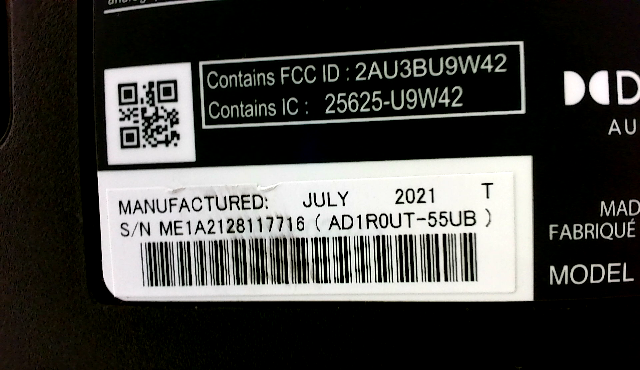 Contains FCC ID : 2AU3BU9W42
Contains IC : 25625-U9W42
AU
MANUFACTURED: JULY 2021 T
S/N ME1A2128117716 ( AD1R0UT-55UB )
MAD
FABRIQUÉ
MODEL